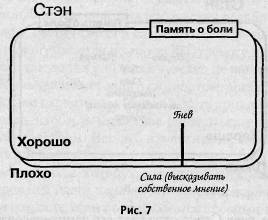 Стэн
Память о боли
Гнев
Хорошо
Плохо
Сила (высказывать
собственное мнение)
Рис. 7